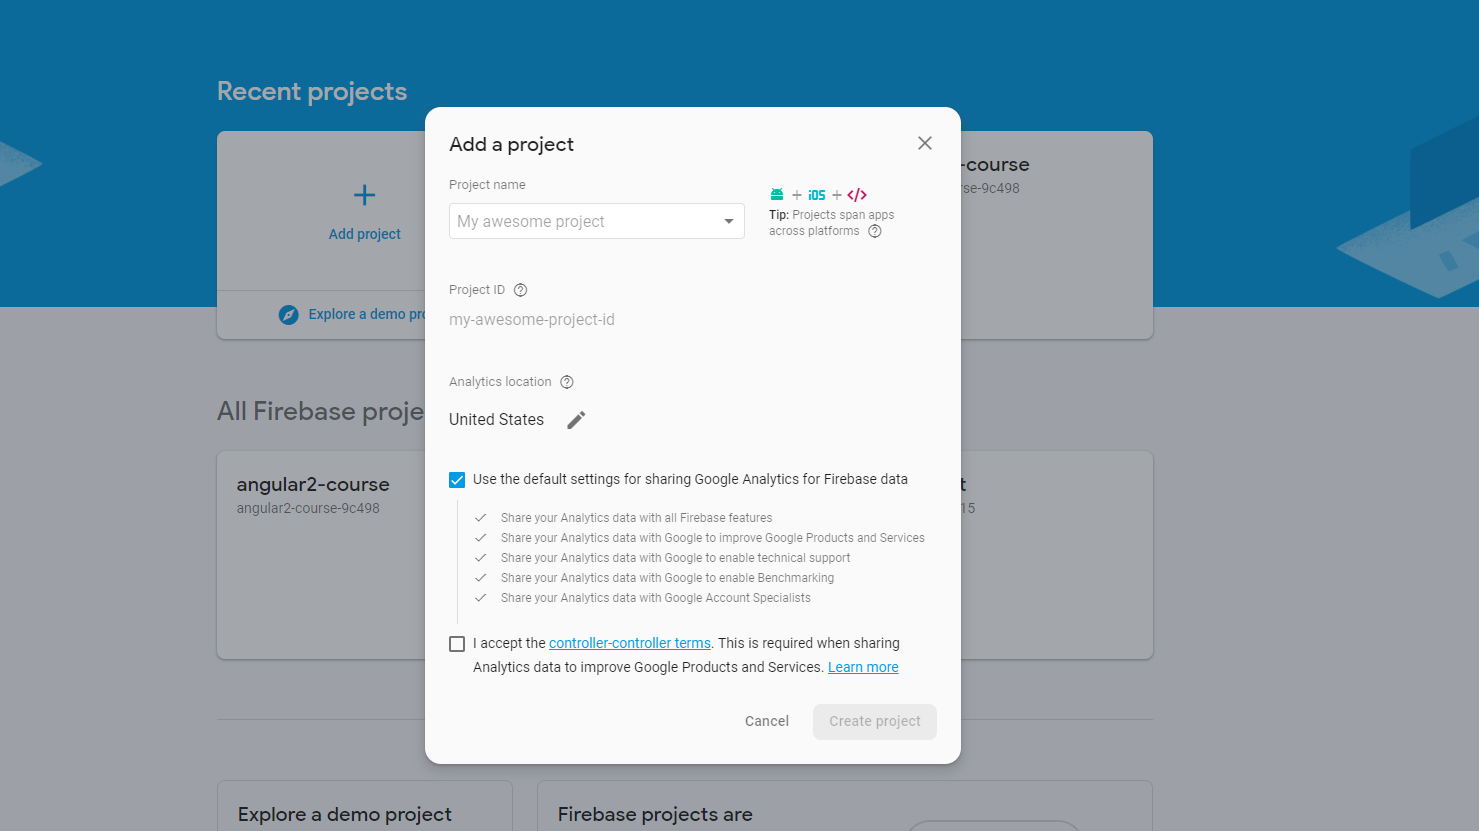 Recent projects
Add project
Explore a demo pro
-course
rse-9c498
Add a project
Project name
My awesome project
+ iOS + </>
Tip: Projects span apps
across platforms
Project ID
my-awesome-project-id
Analytics location
United States
Use the default settings for sharing Google Analytics for Firebase data
Share your Analytics data with all Firebase features
Share your Analytics data with Google to improve Google Products and Services
Share your Analytics data with Google to enable technical support
Share your Analytics data with Google to enable Benchmarking
Share your Analytics data with Google Account Specialists
I accept the controller-controller terms. This is required when sharing
Analytics data to improve Google Products and Services. Learn more
Cancel
Create project
All Firebase proje
angular2-course
angular2-course-9c498
t
15
Explore a demo project
Firebase projects are